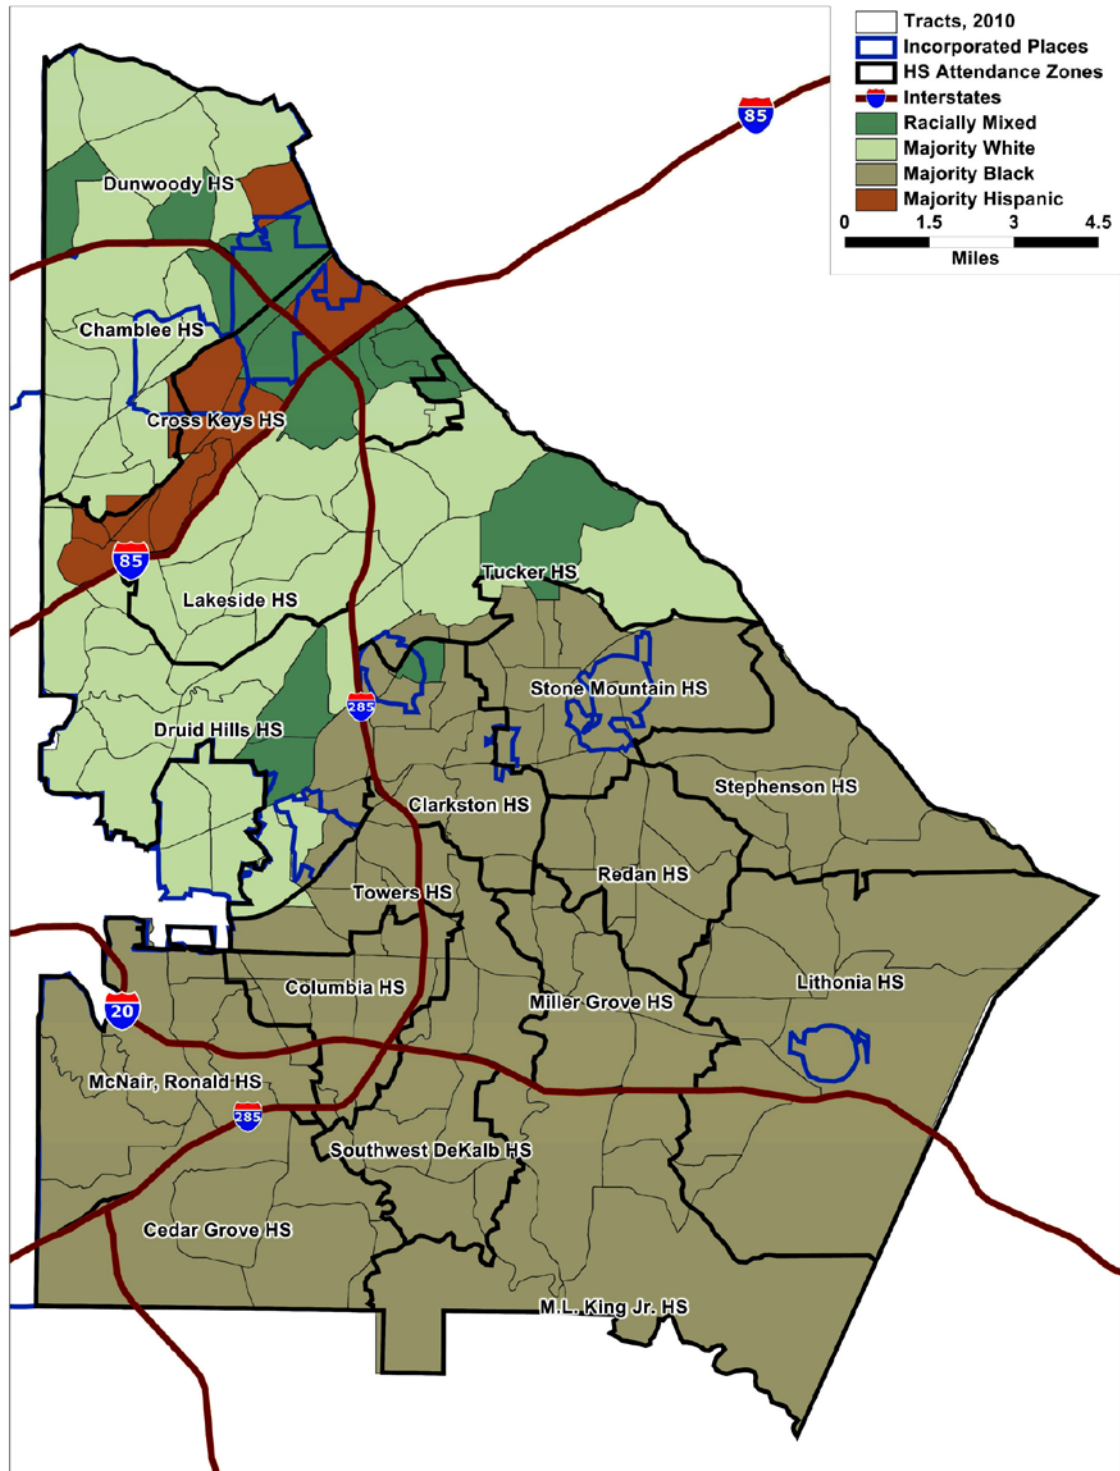 Tracts, 2010
Incorporated Places
HS Attendance Zones
Interstates
Racially Mixed
Majority White
Majority Black
Majority Hispanic
0 1.5 3 4.5
Miles
85
Dunwoody HS
Chamblee HS
Cross Keys HS
85
Tucker HS
Lakeside HS
Stone Mountain HS
285
Druid Hills HS
Stephenson HS
Clarkston HS
Redan HS
Towers HS
Lithonia HS
Columbia HS
Miller Grove HS
20
McNair, Ronald HS
285
Southwest DeKalb HS
Cedar Grove HS
M.L. King Jr. HS